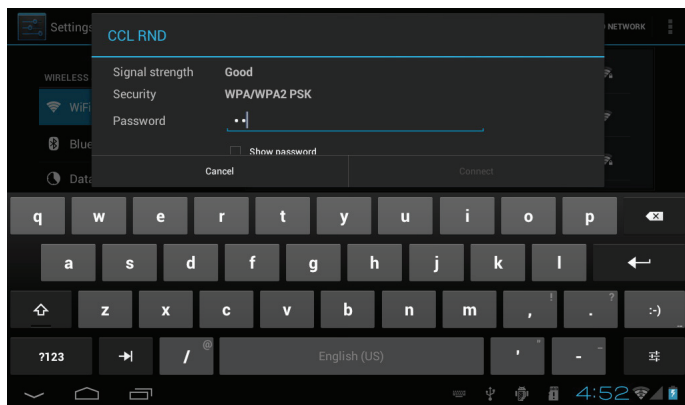 Settings
CCL RND
NETWORK
Signal strength Good
Security WPA/WPA2 PSK
Password ••
Show password
Cancel Connect
WIRELESS
WiFi
Blue
Data
q w e r t y u i o p
a s d f g h j k l
z x c v b n m , ! . ? :-) ...
?123 / @ English (US) ' " - _
4:52